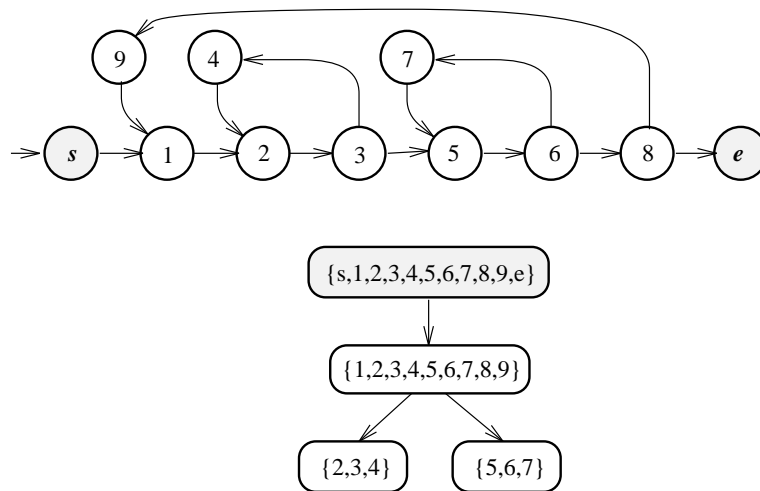 9 4 7
s 1 2 3 5 6 8 e
{s,1,2,3,4,5,6,7,8,9,e}
{1,2,3,4,5,6,7,8,9}
{2,3,4} {5,6,7}